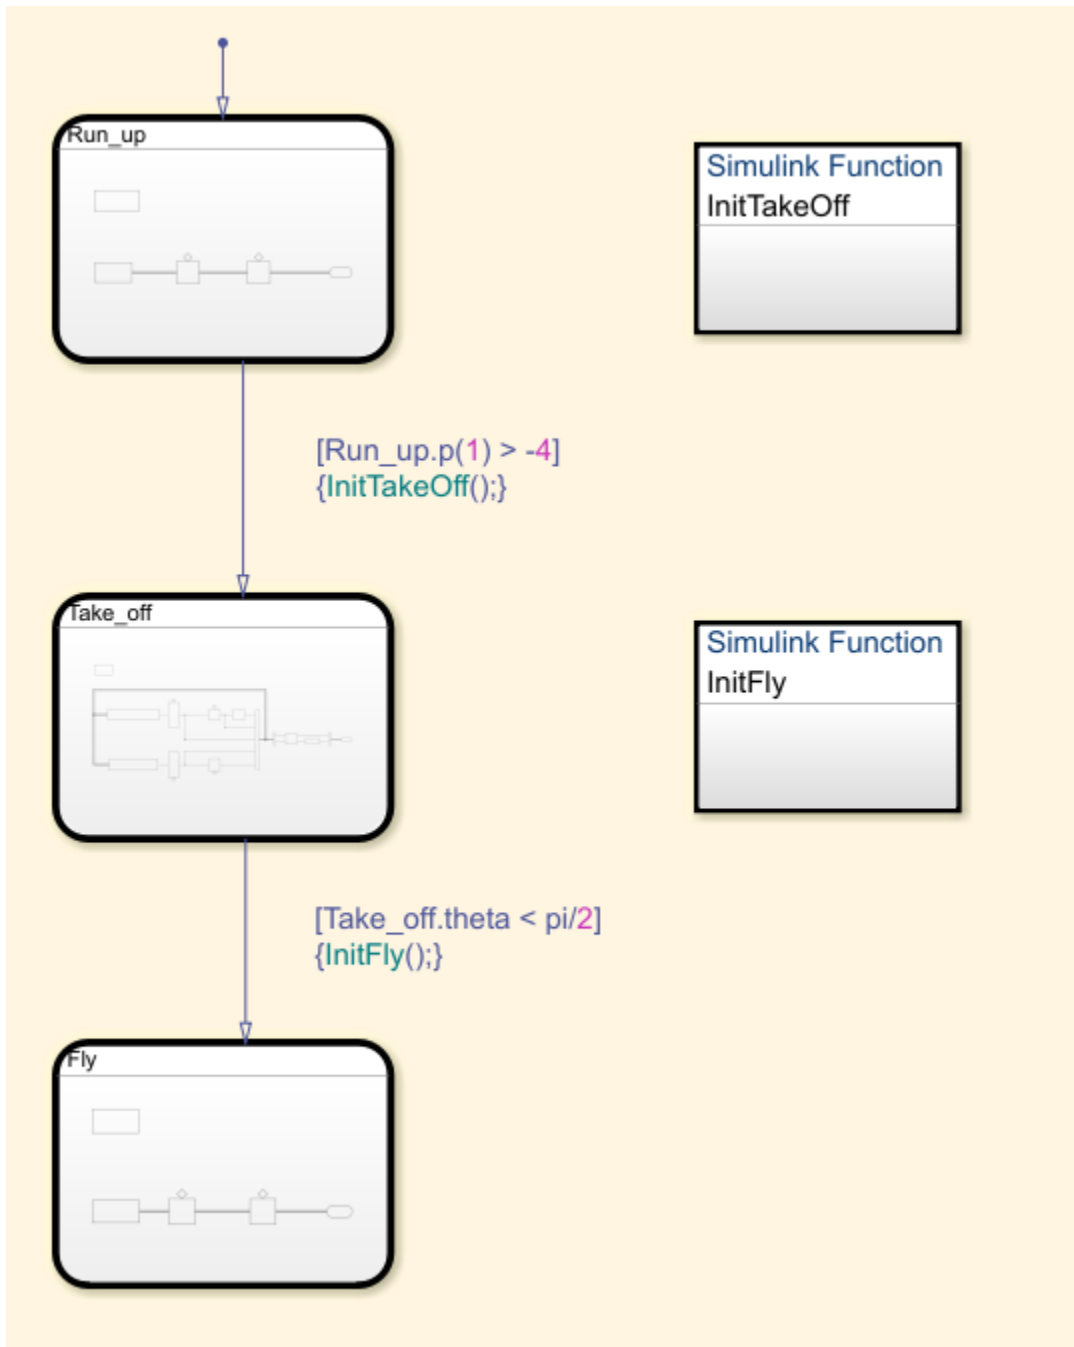 Run_up
Simulink Function
InitTakeOff
[Run_up.p(1) > -4]
{InitTakeOff();}
Take_off
Simulink Function
InitFly
[Take_off.theta < pi/2]
{InitFly();}
Fly